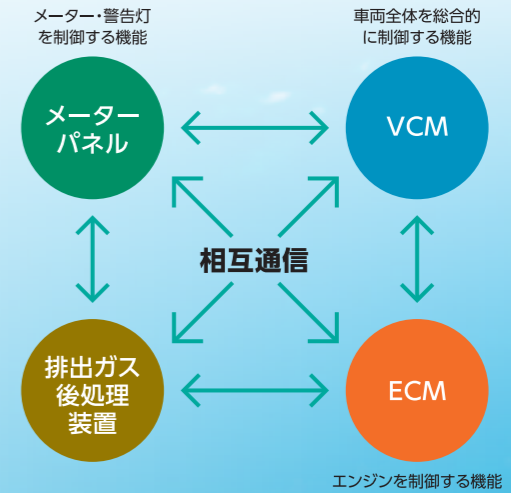 メーター・警告灯
を制御する機能
車両全体を総合的
に制御する機能
メーター
パネル
VCM
相互通信
排出ガス
後処理
装置
ECM
エンジンを制御する機能